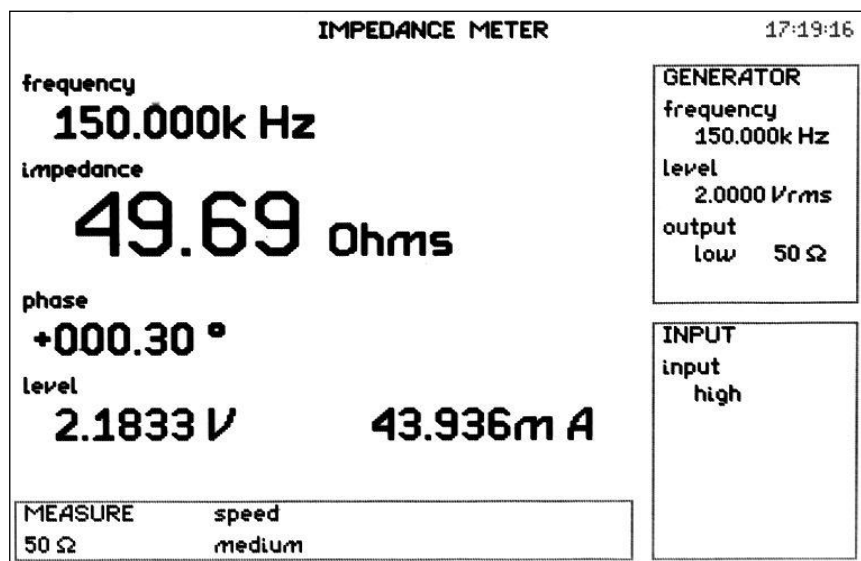 IMPEDANCE METER
17:19:16
frequency
150.000k Hz
impedance
49.69 Ohms
phase
+000.30 °
level
2.1833 V 43.936m A
MEASURE speed
50 Ω medium
GENERATOR
frequency
150.000k Hz
level
2.0000 Vrms
output
low 50 Ω
INPUT
input
high